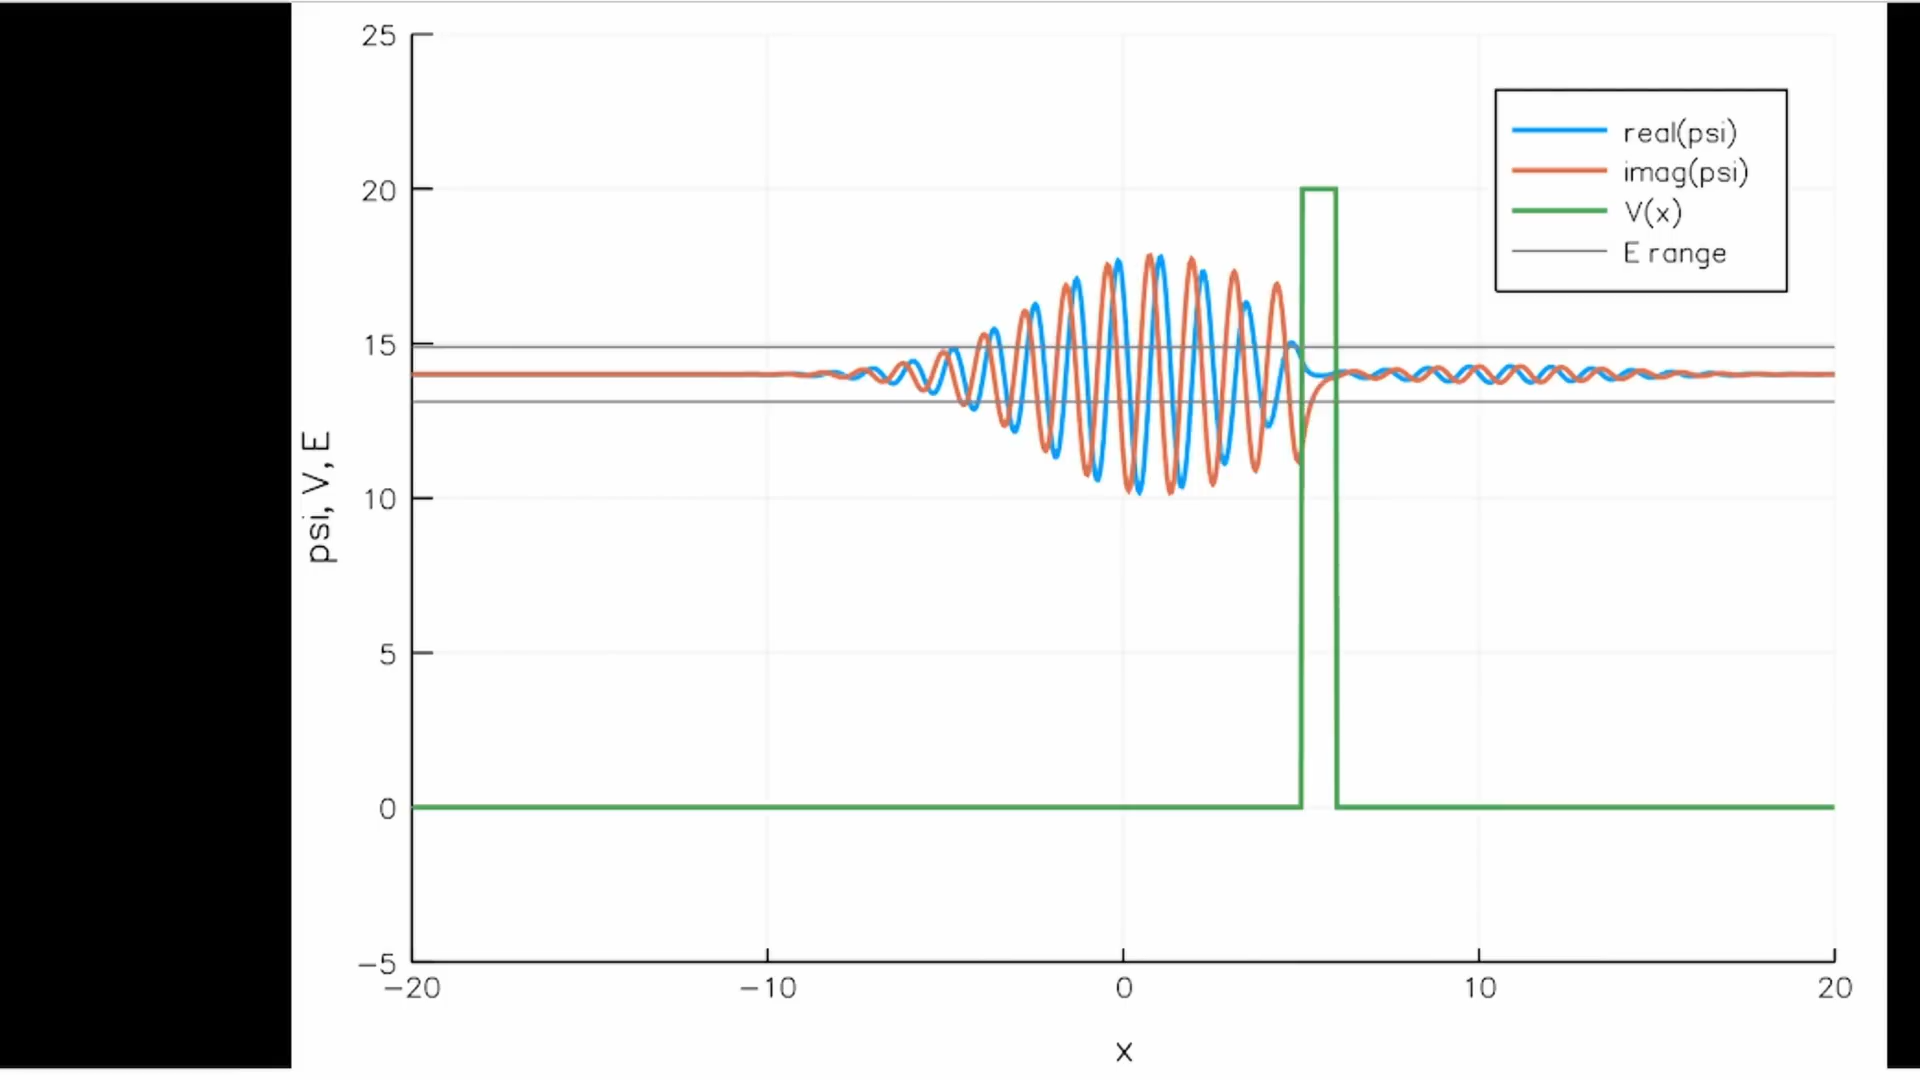 25
20
15
10
5
0
−5
psi, V, E
real(psi)
imag(psi)
V(x)
E range
−20
−10
0
10
20
x